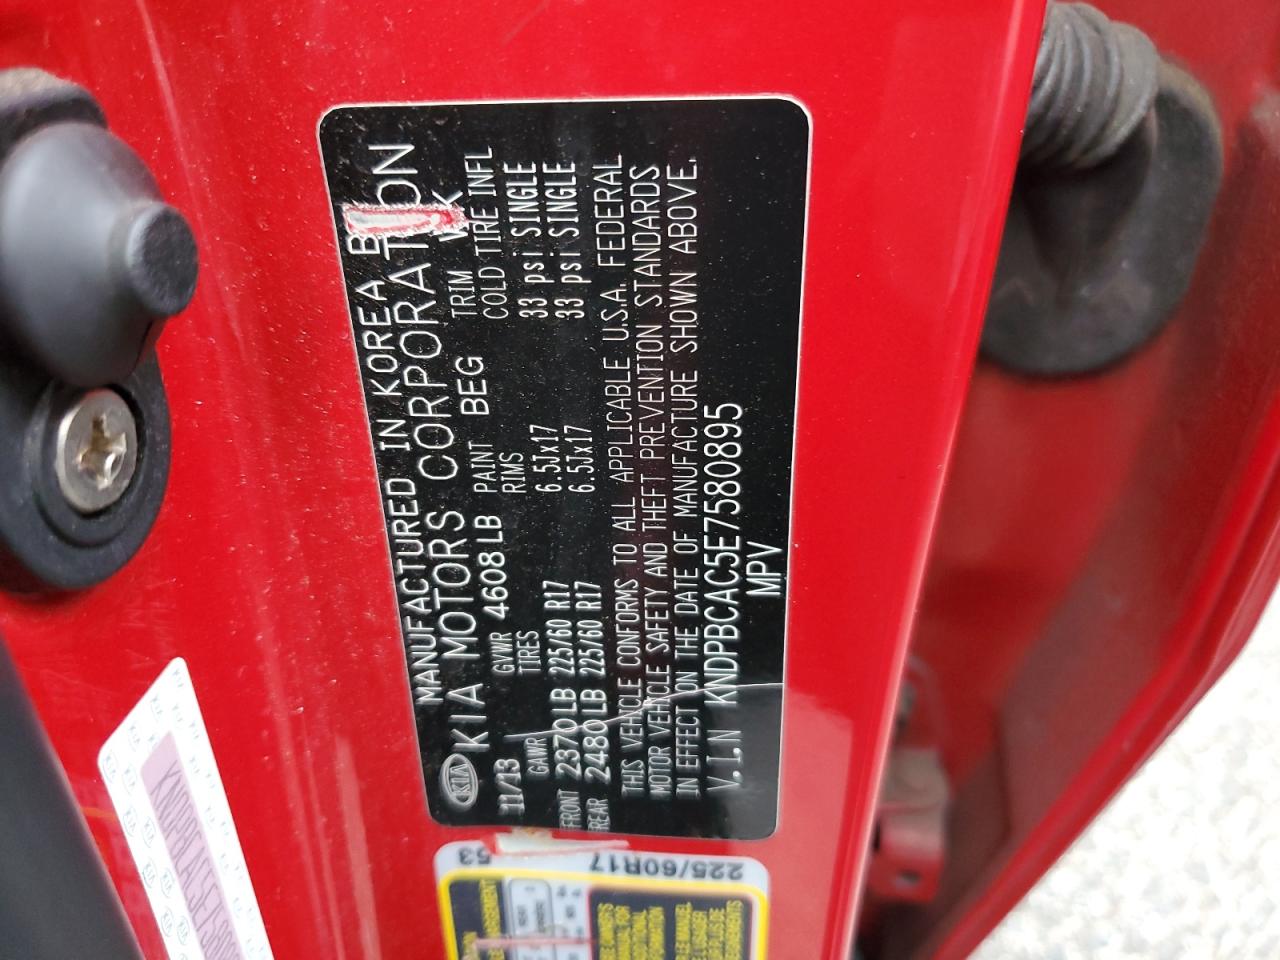 MANUFACTURED IN KOREA B
KIA KIA MOTORS CORPORATION
11/13 GVWR 4608 LB PAINT BEG TRIM
GAWR TIRES RIMS COLD TIRE INFL
FRONT 2370 LB 225/60 R17 6.5Jx17 33 psi SINGLE
REAR 2480 LB 225/60 R17 6.5Jx17 33 psi SINGLE
THIS VEHICLE CONFORMS TO ALL APPLICABLE U.S.A. FEDERAL
MOTOR VEHICLE SAFETY AND THEFT PREVENTION STANDARDS
IN EFFECT ON THE DATE OF MANUFACTURE SHOWN ABOVE.
V.I.N KNDPBCAC5E7580895
MPV
KNDPBCAC5E75808
225/60R17
53